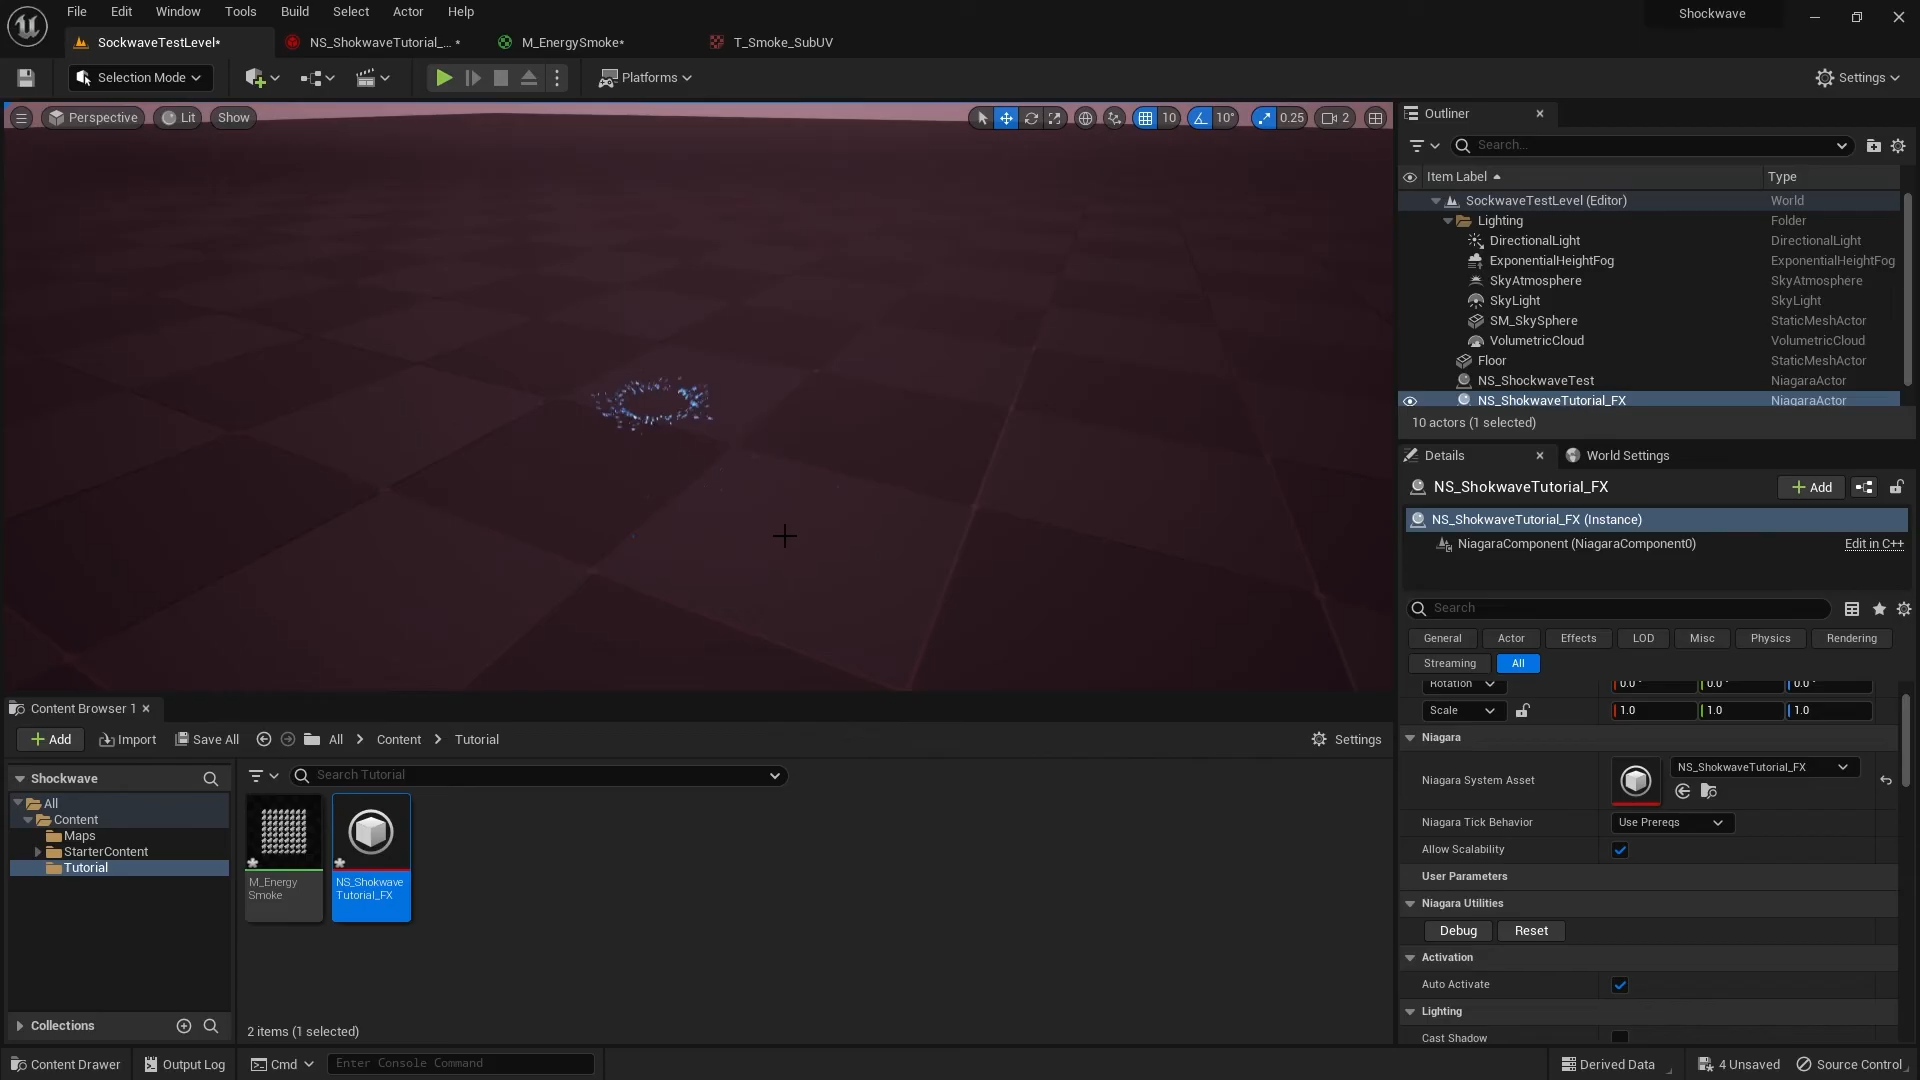 File Edit Window Tools Build Select Actor Help
Shockwave
SockwaveTestLevel*
NS_ShokwaveTutorial_... *
M_EnergySmoke*
T_Smoke_SubUV
Selection Mode
Platforms
Settings
Perspective
Lit
Show
10
10°
0.25
2
Outliner
Search...
Item Label
Type
SockwaveTestLevel (Editor) World
Lighting Folder
DirectionalLight DirectionalLight
ExponentialHeightFog ExponentialHeightFog
SkyAtmosphere SkyAtmosphere
SkyLight SkyLight
SM_SkySphere StaticMeshActor
VolumetricCloud VolumetricCloud
Floor StaticMeshActor
NS_ShockwaveTest NiagaraActor
NS_ShokwaveTutorial_FX NiagaraActor
10 actors (1 selected)
Details
World Settings
NS_ShokwaveTutorial_FX
Add
NS_ShokwaveTutorial_FX (Instance)
NiagaraComponent (NiagaraComponent0) Edit in C++
Search
General Actor Effects LOD Misc Physics Rendering
Streaming All
Rotation 0.0° 0.0° 0.0°
Scale 1.0 1.0 1.0
Niagara
Niagara System Asset NS_ShokwaveTutorial_FX
Niagara Tick Behavior Use Prereqs
Allow Scalability
User Parameters
Niagara Utilities
Debug Reset
Activation
Auto Activate
Lighting
Cast Shadow
Content Browser 1
Add Import Save All All Content Tutorial Settings
Shockwave
Search Tutorial
All
Content
Maps
StarterContent
Tutorial
M_Energy
Smoke
NS_Shokwave
Tutorial_FX
Collections
2 items (1 selected)
Content Drawer Output Log Cmd Enter Console Command Derived Data 4 Unsaved Source Control